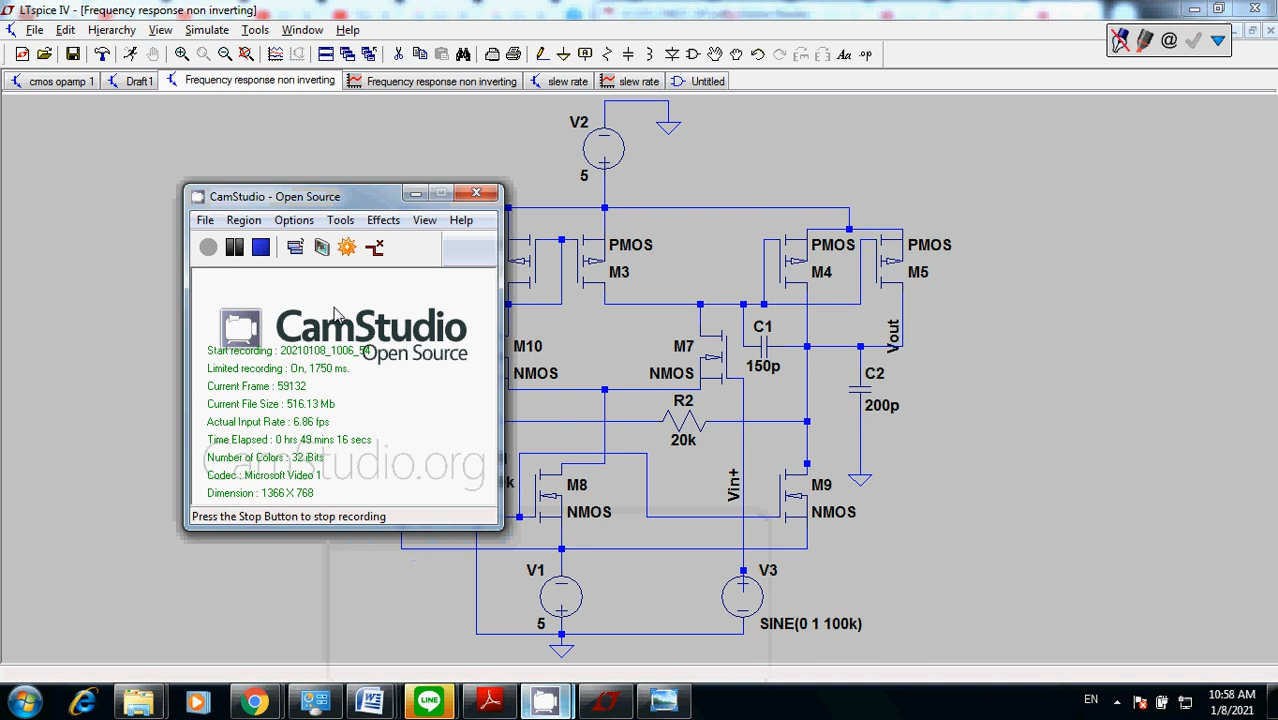 LTspice IV - [Frequency response non inverting]
File Edit Hierarchy View Simulate Tools Window Help
cmos opamp 1 Draft1 Frequency response non inverting Frequency response non inverting slew rate slew rate Untitled
V2
5
CamStudio - Open Source
File Region Options Tools Effects View Help
CamStudio
Open Source
Start recording : 20210108_1006_54
Limited recording : On, 1750 ms.
Current Frame : 59132
Current File Size : 516.13 Mb
Actual Input Rate : 6.86 fps
Time Elapsed : 0 hrs 49 mins 16 secs
Number of Colors : 32 iBits
Codec : Microsoft Video 1
Dimension : 1366 X 768
CamStudio.org
Press the Stop Button to stop recording
PMOS
M3
PMOS
M4
PMOS
M5
M10
NMOS
M7
NMOS
C1
150p
Vout
C2
200p
R2
20k
Vin+
M8
NMOS
M9
NMOS
V1
5
V3
SINE(0 1 100k)
EN
10:58 AM
1/8/2021